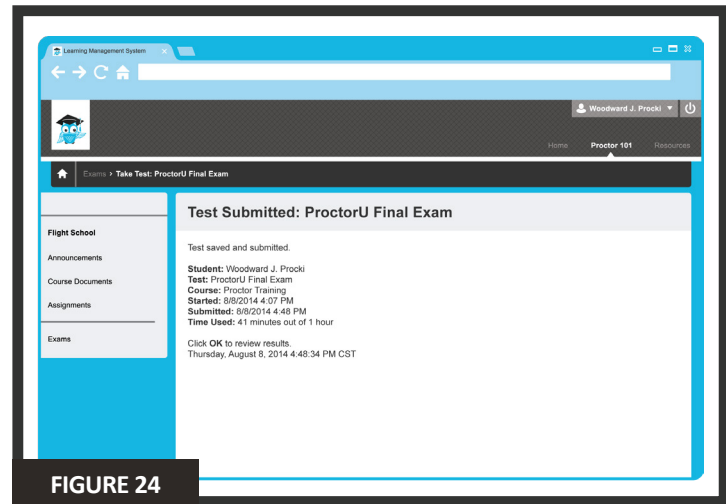 Learning Management System
Woodward J. Procki
Home Proctor 101 Resources
Exams > Take Test: ProctorU Final Exam
Flight School
Announcements
Course Documents
Assignments
Exams
Test Submitted: ProctorU Final Exam
Test saved and submitted.
Student: Woodward J. Procki
Test: ProctorU Final Exam
Course: Proctor Training
Started: 8/8/2014 4:07 PM
Submitted: 8/8/2014 4:48 PM
Time Used: 41 minutes out of 1 hour
Click OK to review results.
Thursday, August 8, 2014 4:48:34 PM CST
FIGURE 24